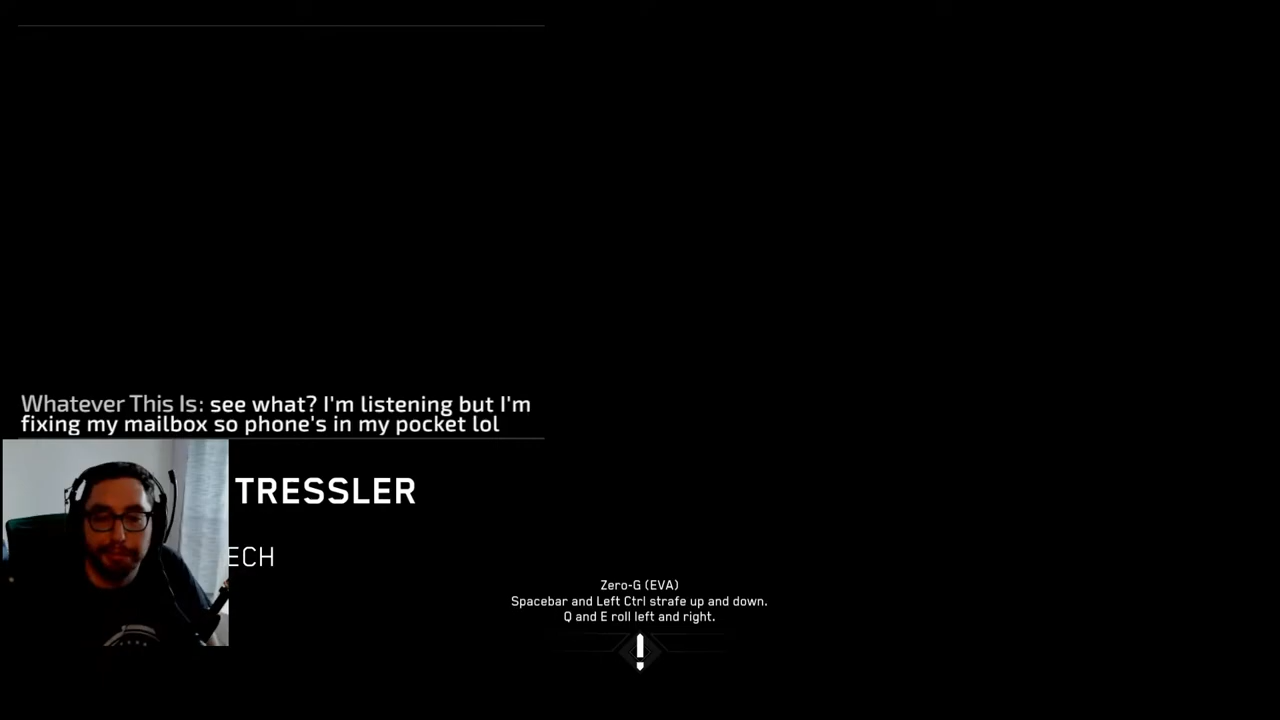 Whatever This Is: see what? I'm listening but I'm
fixing my mailbox so phone's in my pocket lol
TRESSLER
ECH
Zero-G (EVA)
Spacebar and Left Ctrl strafe up and down.
Q and E roll left and right.